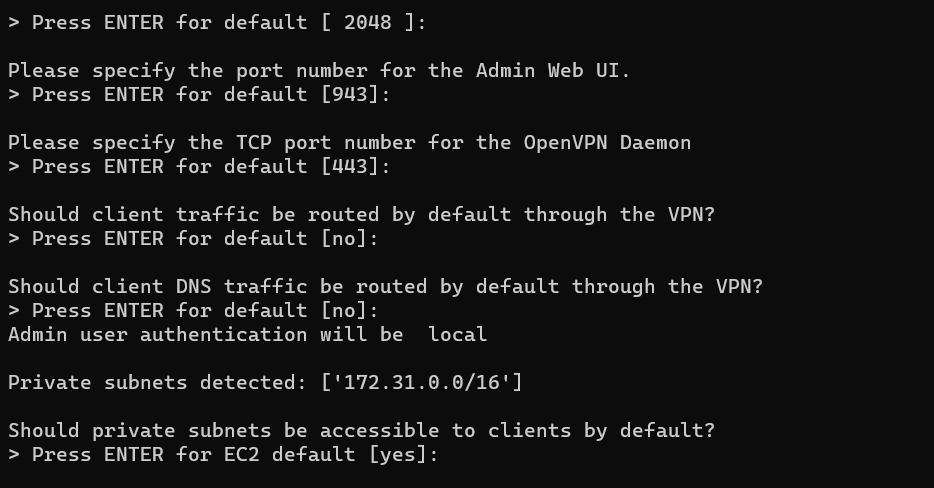 > Press ENTER for default [ 2048 ]:
Please specify the port number for the Admin Web UI.
> Press ENTER for default [943]:
Please specify the TCP port number for the OpenVPN Daemon
> Press ENTER for default [443]:
Should client traffic be routed by default through the VPN?
> Press ENTER for default [no]:
Should client DNS traffic be routed by default through the VPN?
> Press ENTER for default [no]:
Admin user authentication will be  local
Private subnets detected: ['172.31.0.0/16']
Should private subnets be accessible to clients by default?
> Press ENTER for EC2 default [yes]: